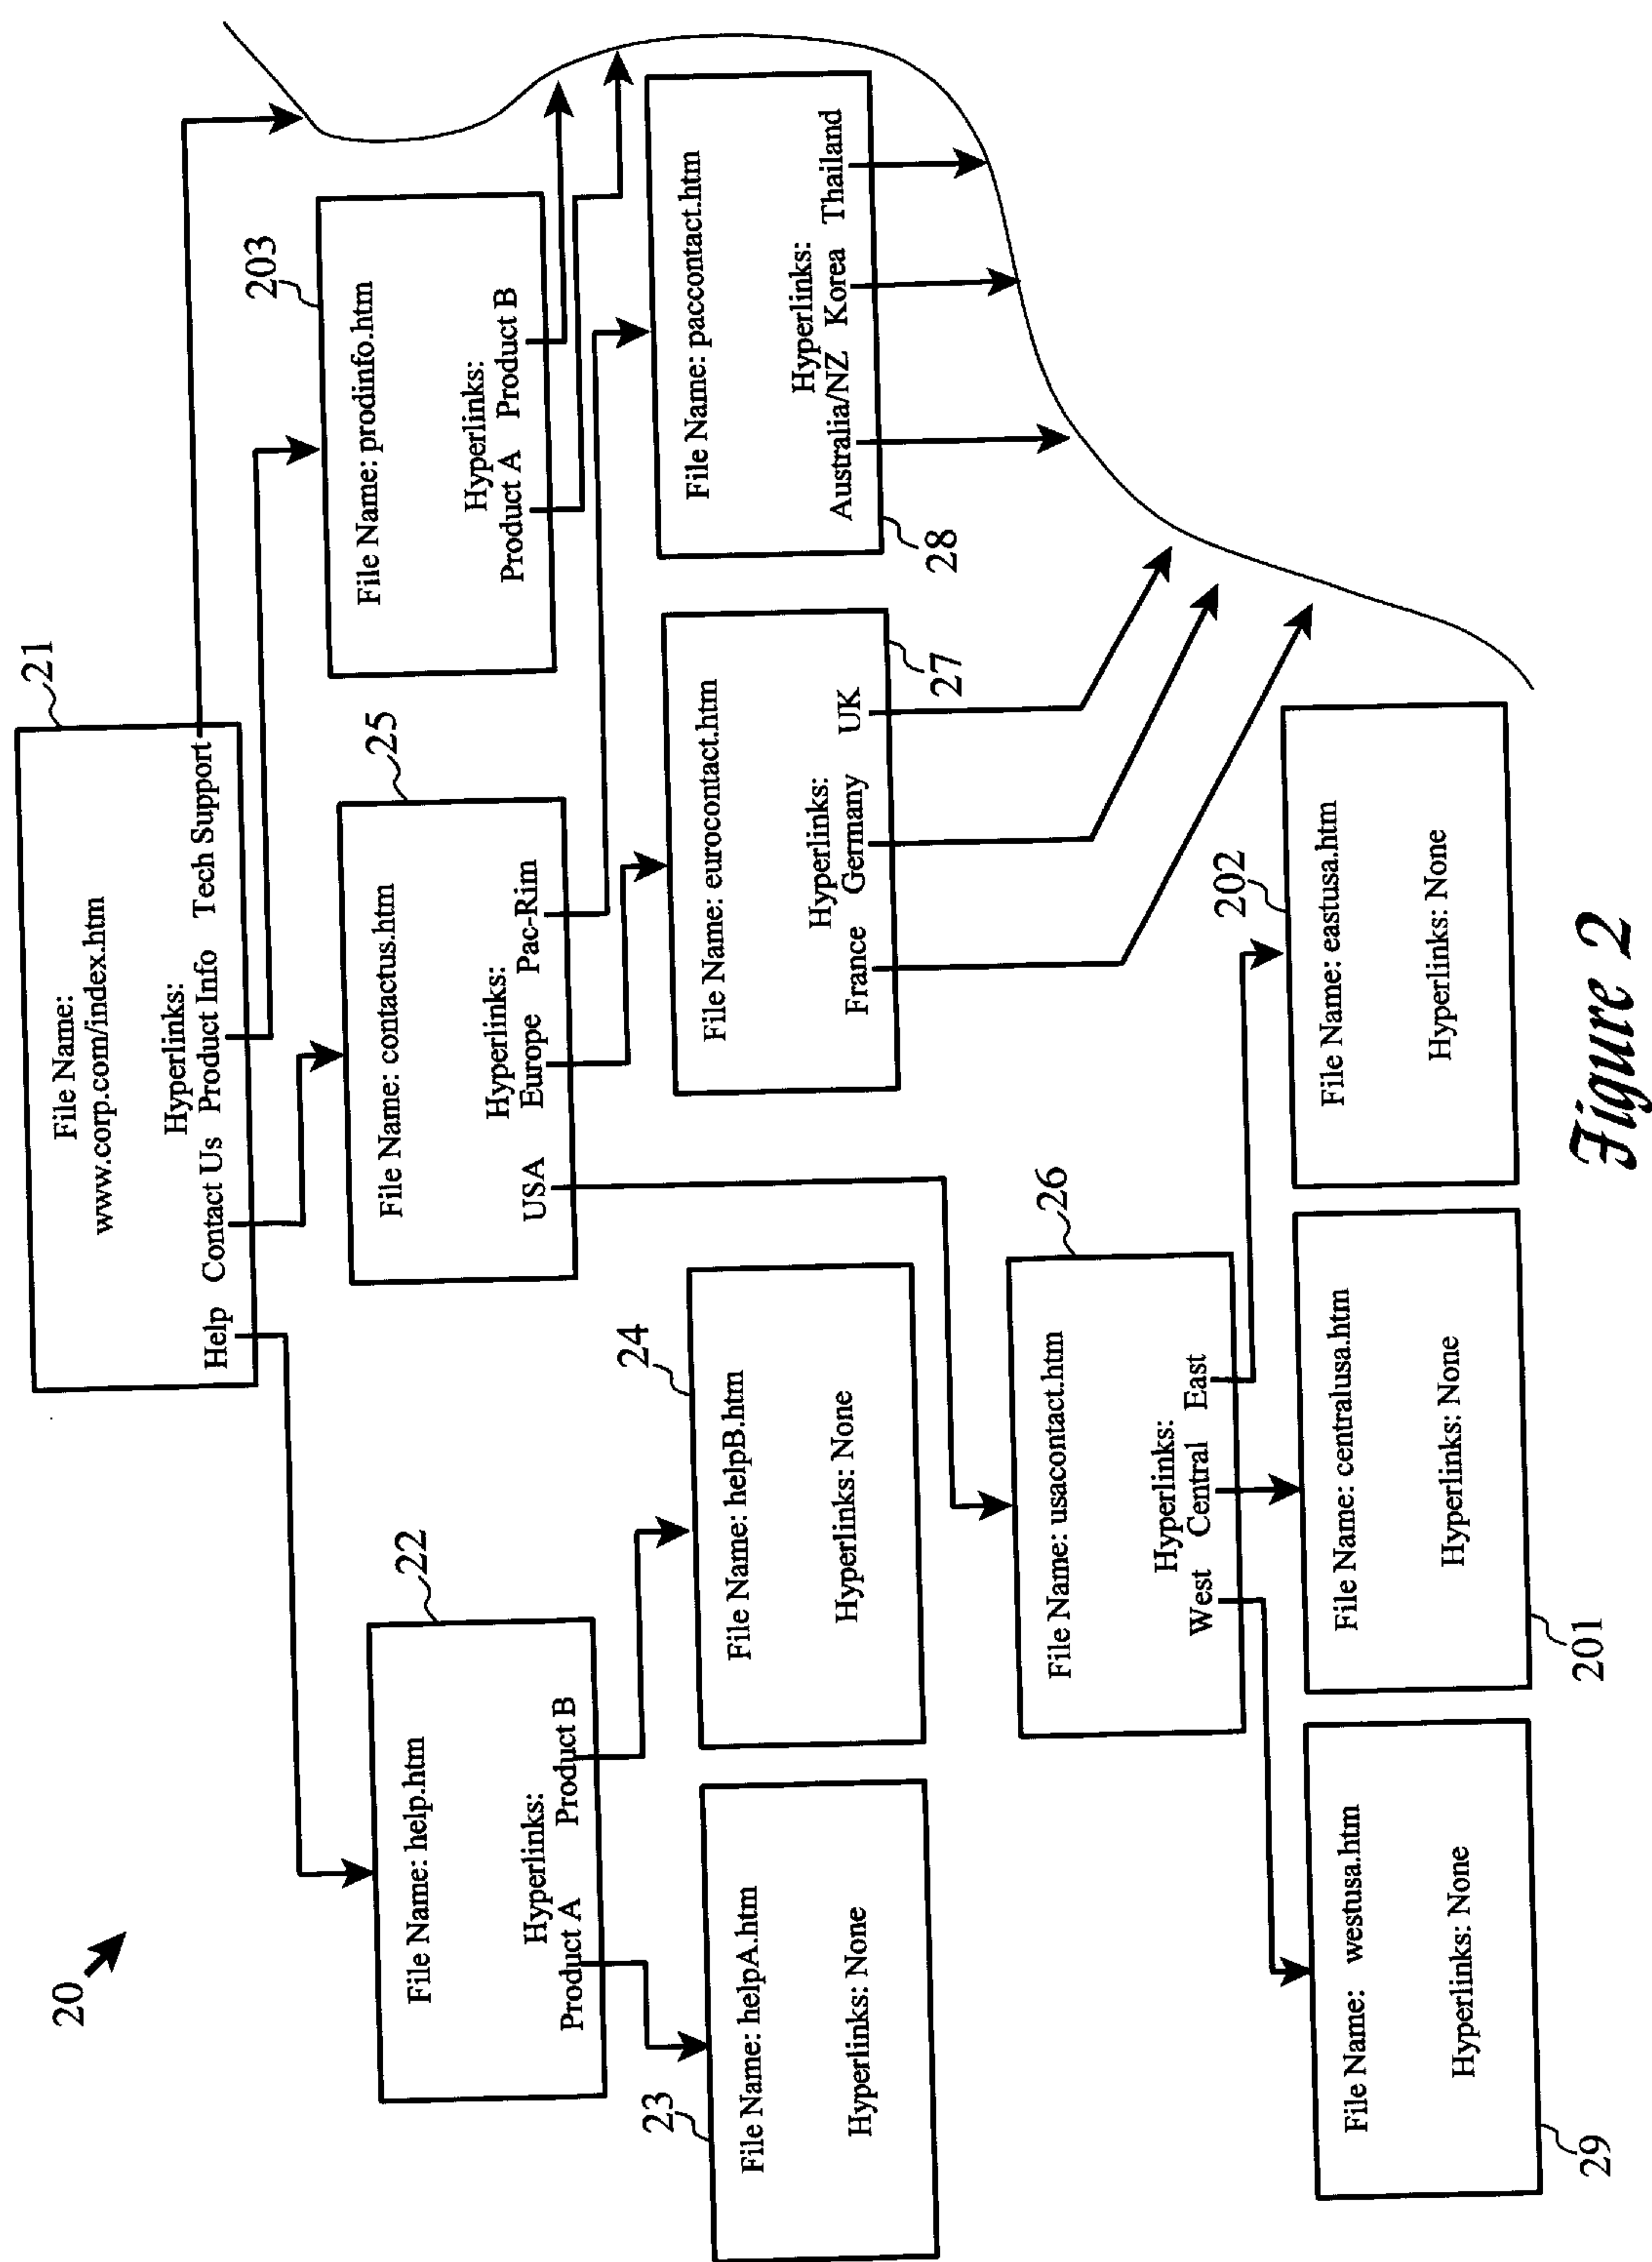 20
21
File Name:
www.corp.com/index.htm
Hyperlinks:
Help Contact Us Product Info Tech Support
22
File Name: help.htm
Hyperlinks:
Product A Product B
25
File Name: contactus.htm
Hyperlinks:
USA Europe Pac-Rim
203
File Name: prodinfo.htm
Hyperlinks:
Product A Product B
23
File Name: helpA.htm
Hyperlinks: None
24
File Name: helpB.htm
Hyperlinks: None
File Name: eurocontact.htm
Hyperlinks:
France Germany UK
27
File Name: paccontact.htm
Hyperlinks:
Australia/NZ Korea Thailand
28
26
File Name: usacontact.htm
Hyperlinks:
West Central East
File Name: westusa.htm
Hyperlinks: None
29
File Name: centralusa.htm
Hyperlinks: None
201
202
File Name: eastusa.htm
Hyperlinks: None
Figure 2